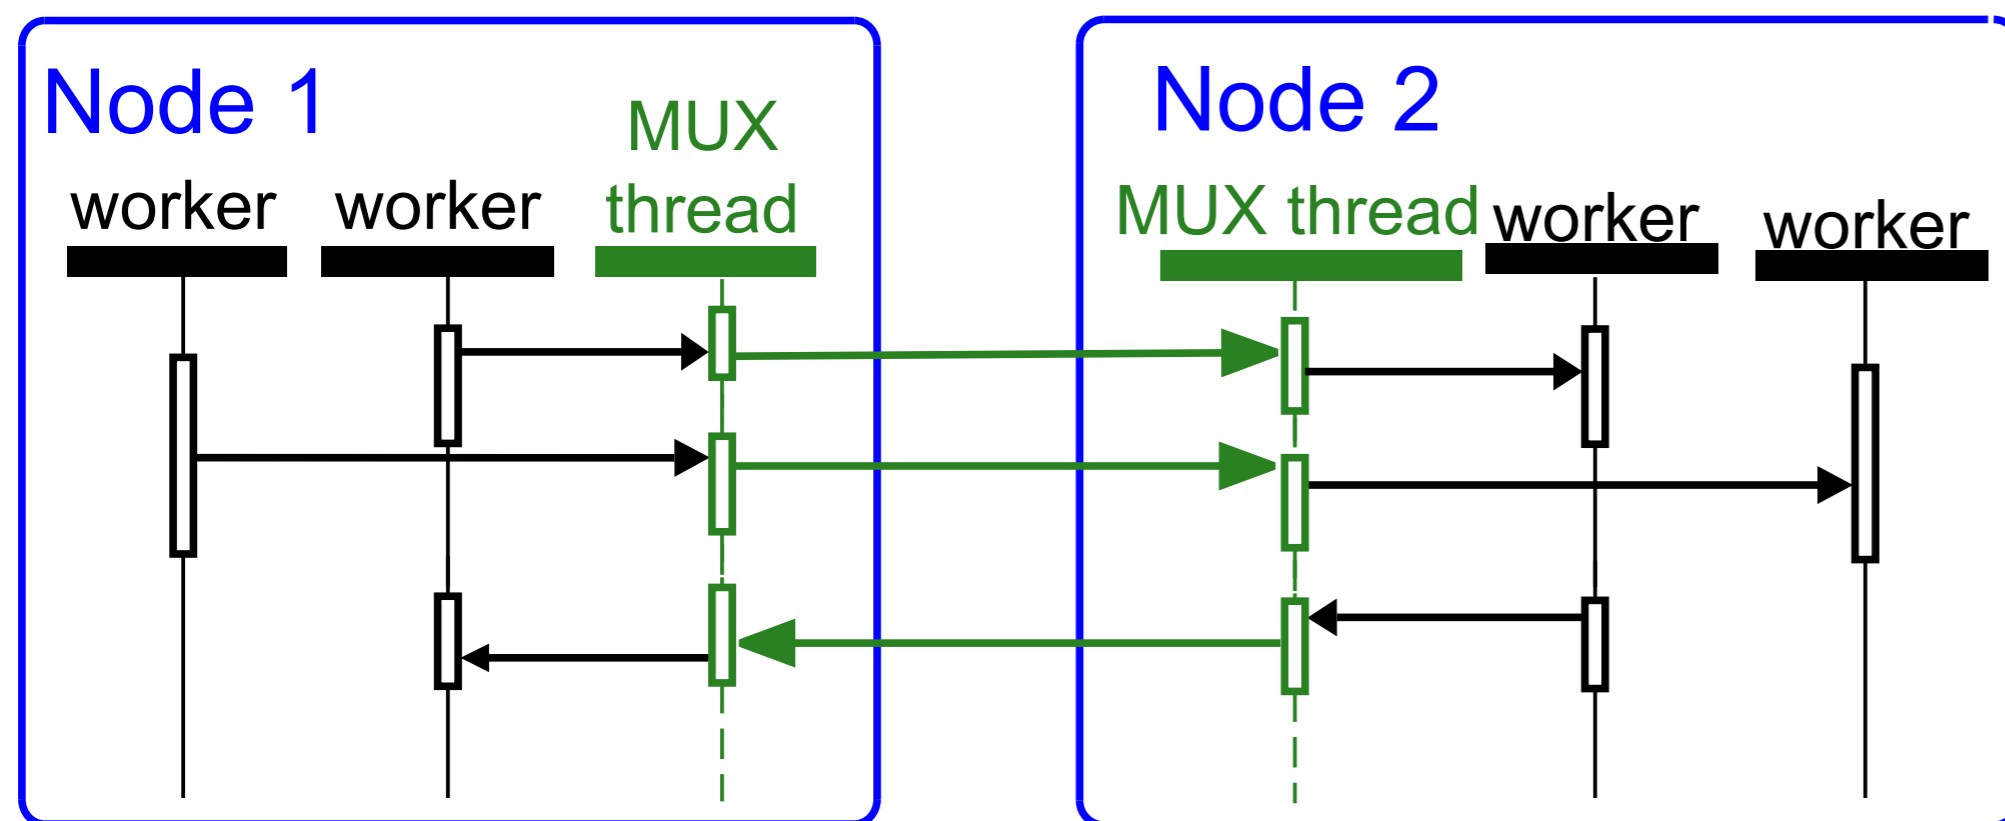 Node 1
MUX
thread
worker
worker
Node 2
MUX thread
worker
worker